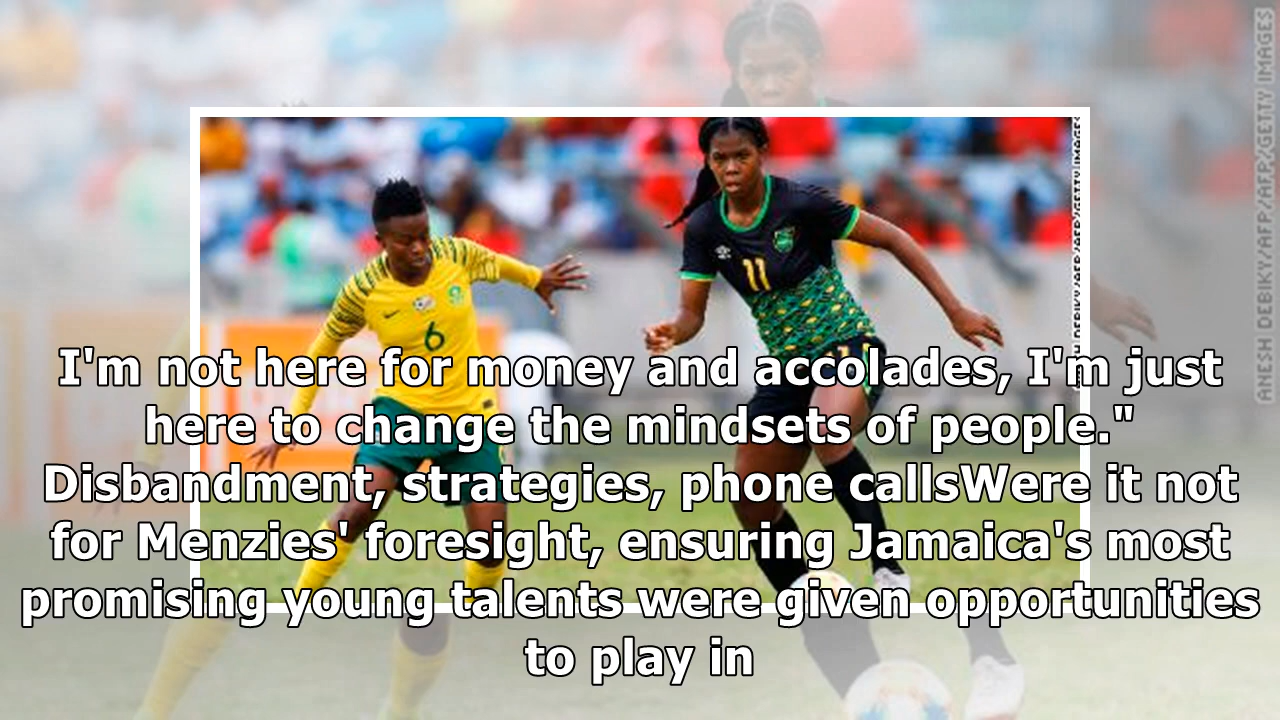 ANESH DEBIKY/AFP/AFP/GETTY IMAGES
11
6
I'm not here for money and accolades, I'm just
here to change the mindsets of people."
Disbandment, strategies, phone callsWere it not
for Menzies' foresight, ensuring Jamaica's most
promising young talents were given opportunities
to play in